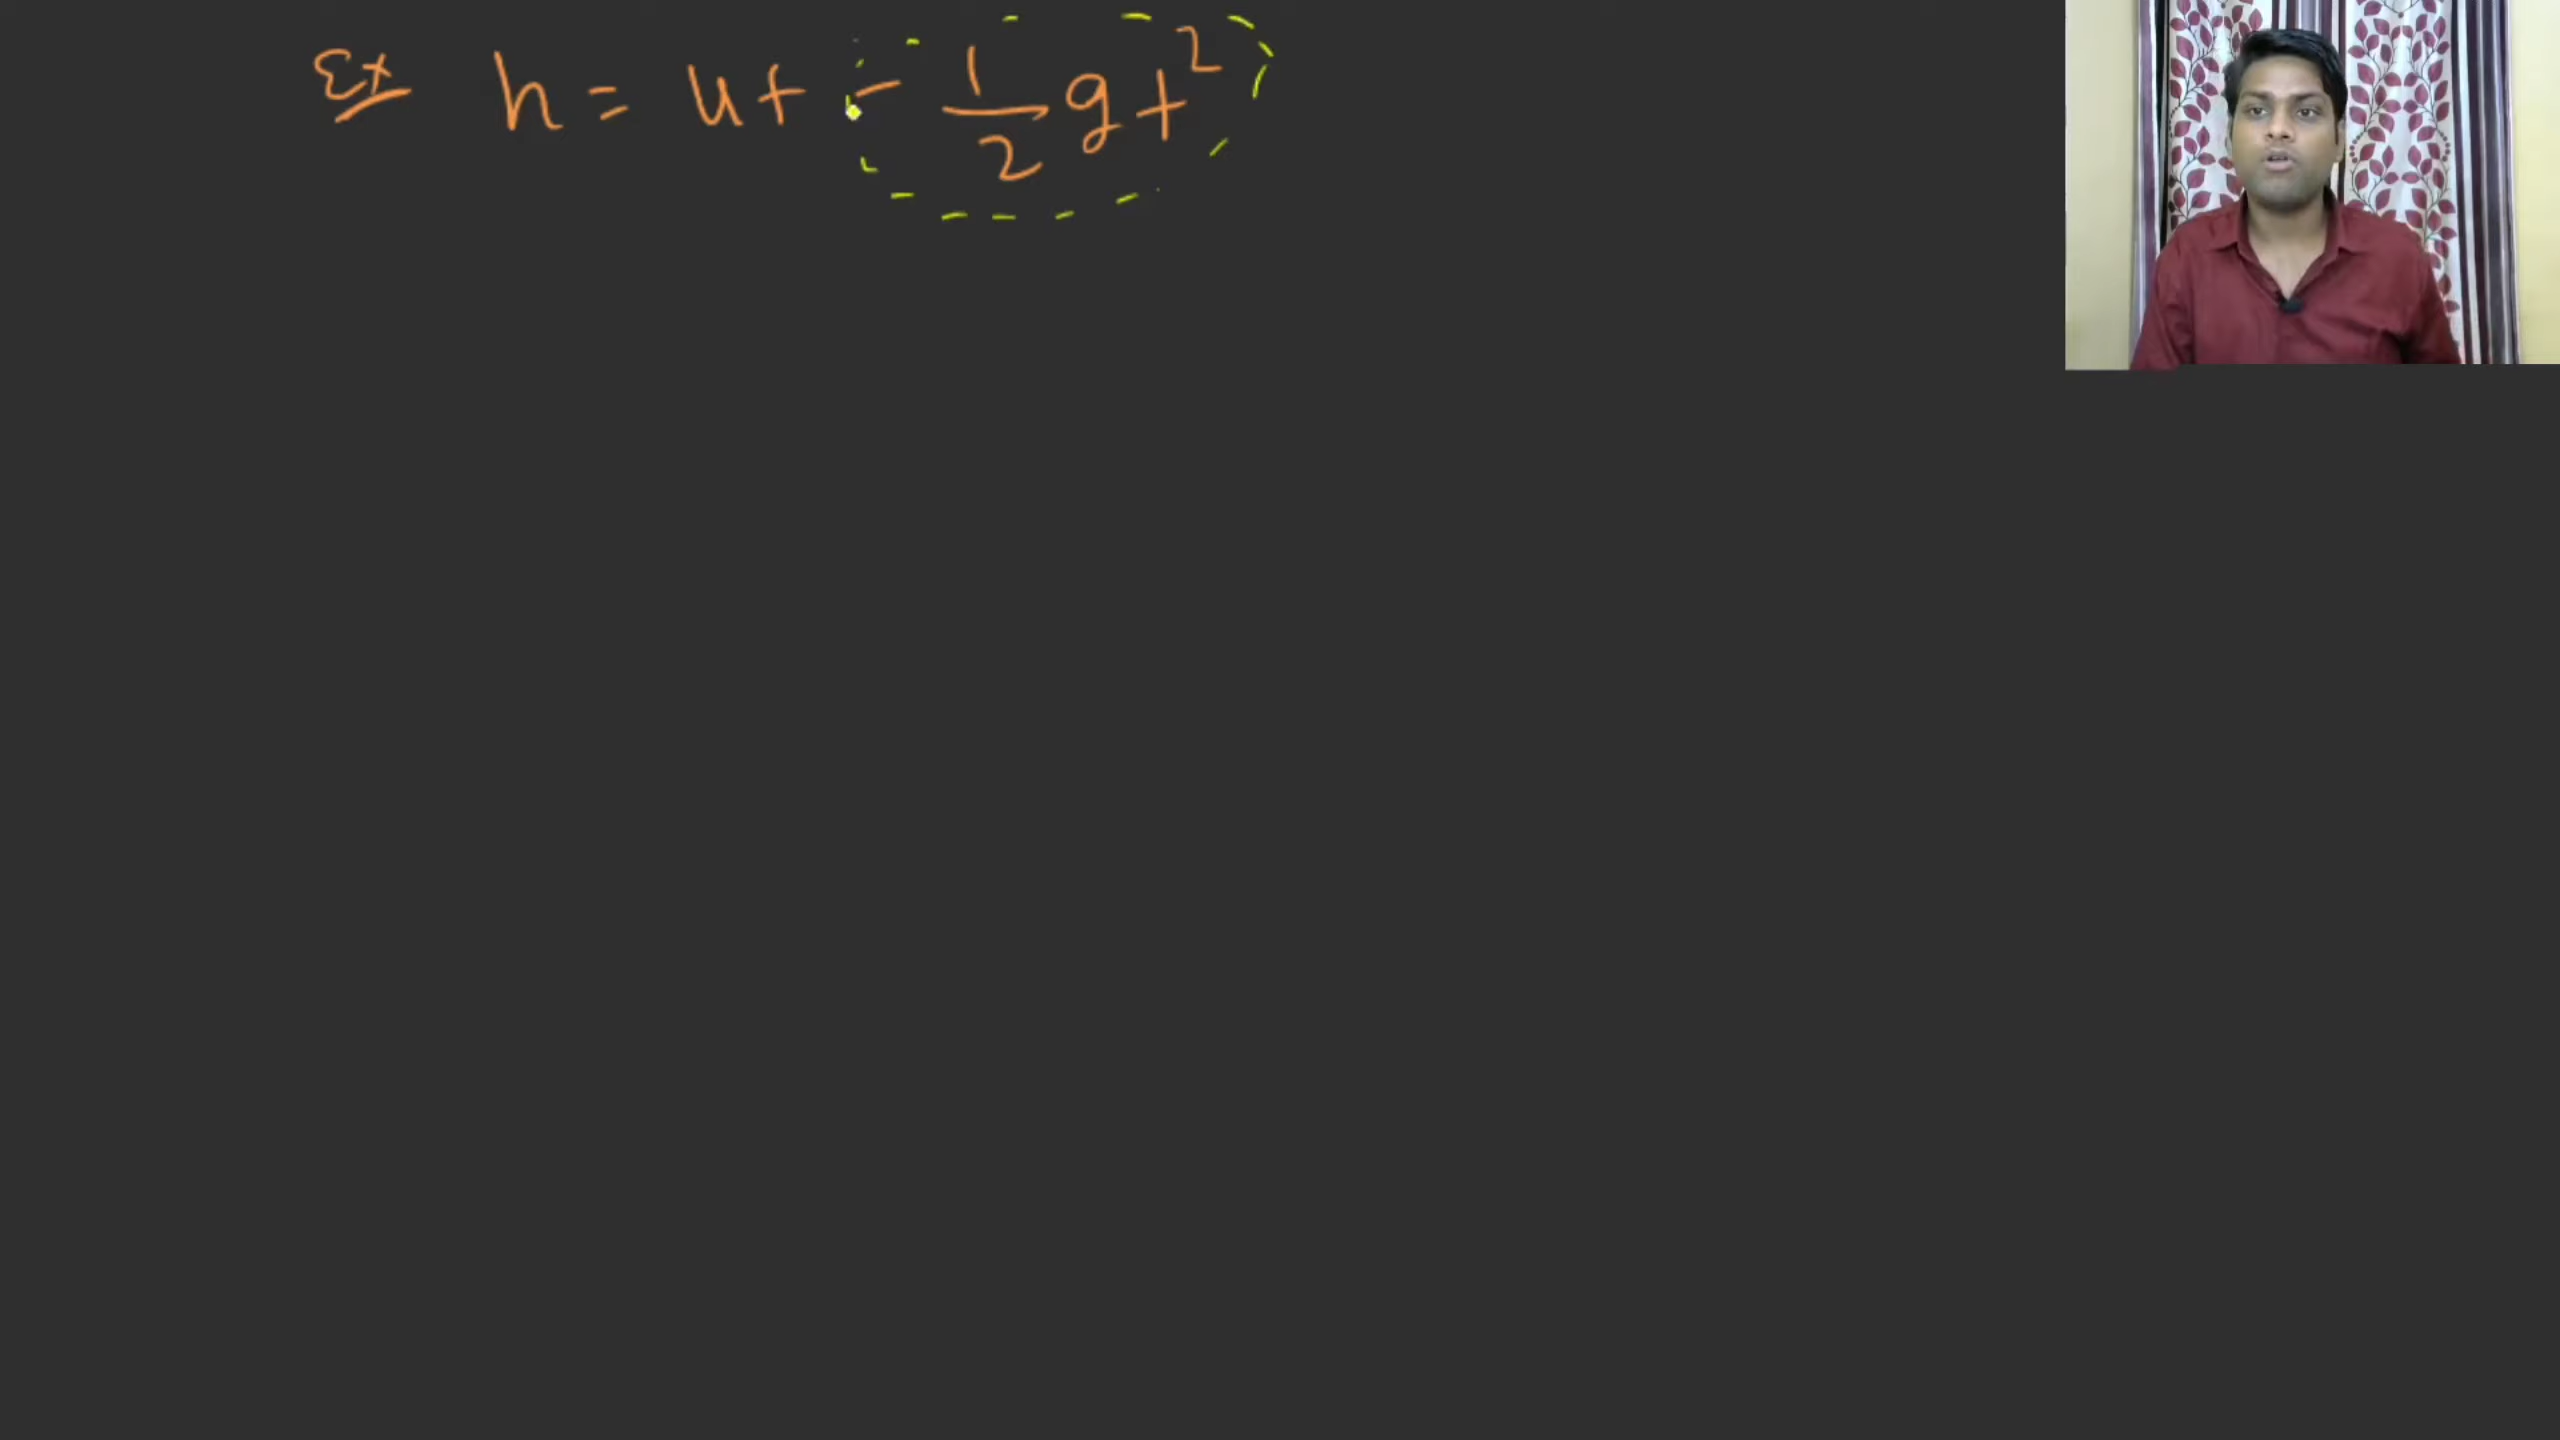 Ex h = ut - 1/2 gt²